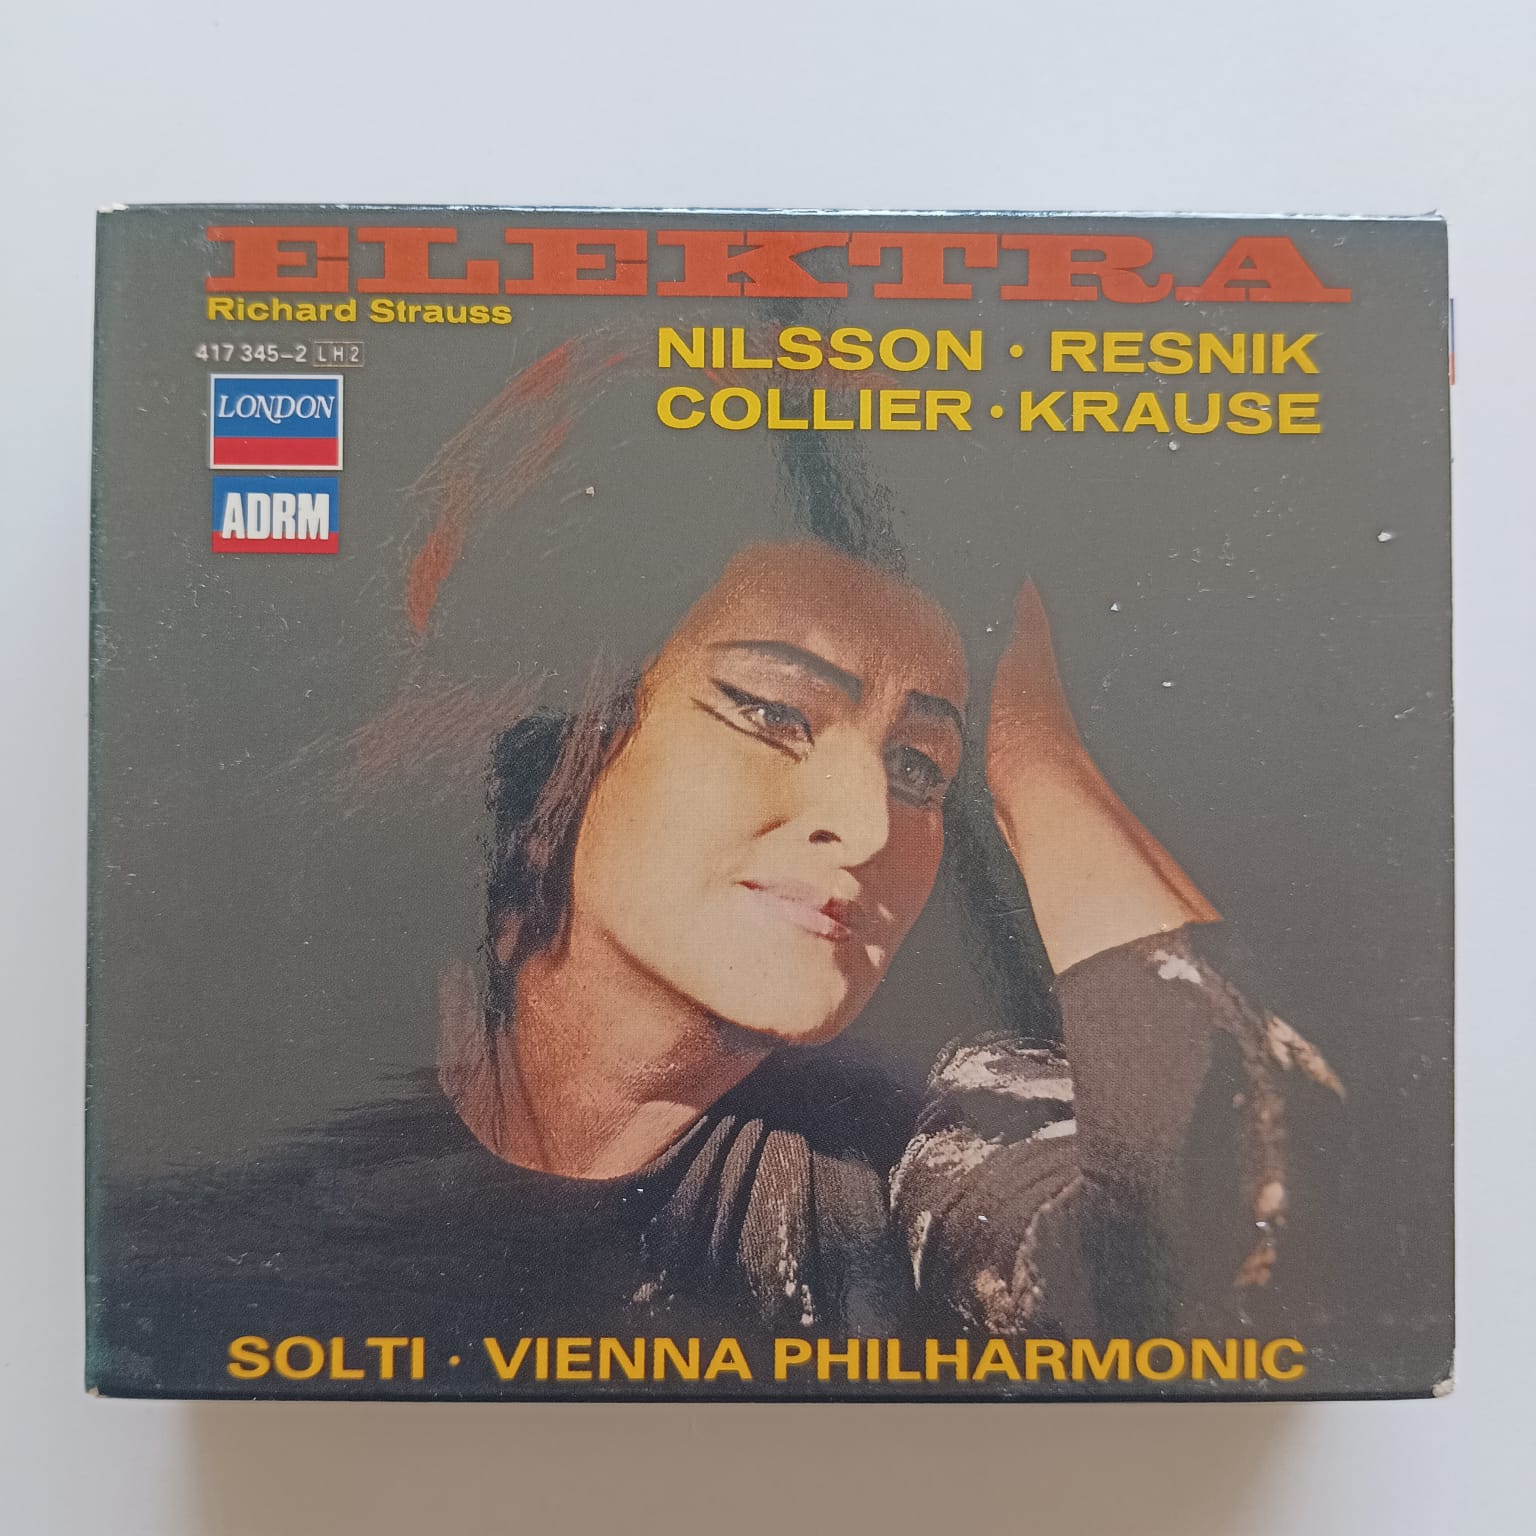 ELEKTRA
Richard Strauss
417 345-2 LH2
LONDON
ADRM
NILSSON · RESNIK
COLLIER · KRAUSE
SOLTI · VIENNA PHILHARMONIC